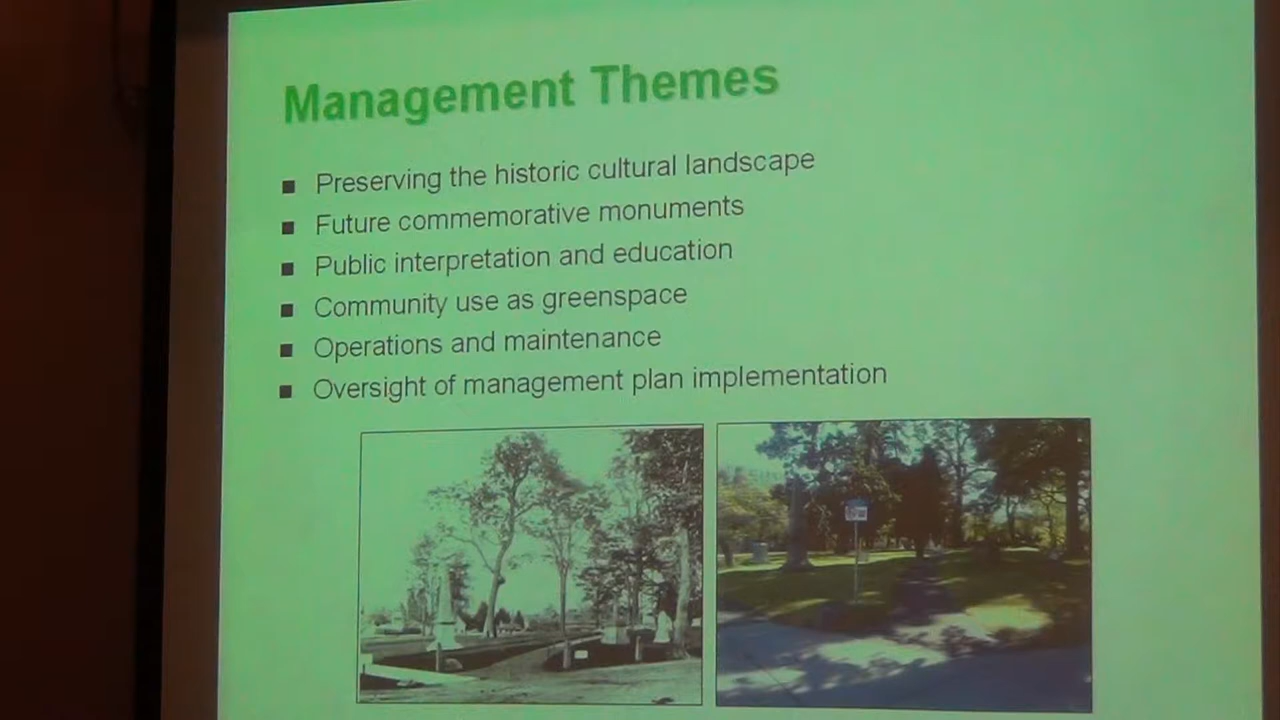 Management Themes
Preserving the historic cultural landscape
Future commemorative monuments
Public interpretation and education
Community use as greenspace
Operations and maintenance
Oversight of management plan implementation